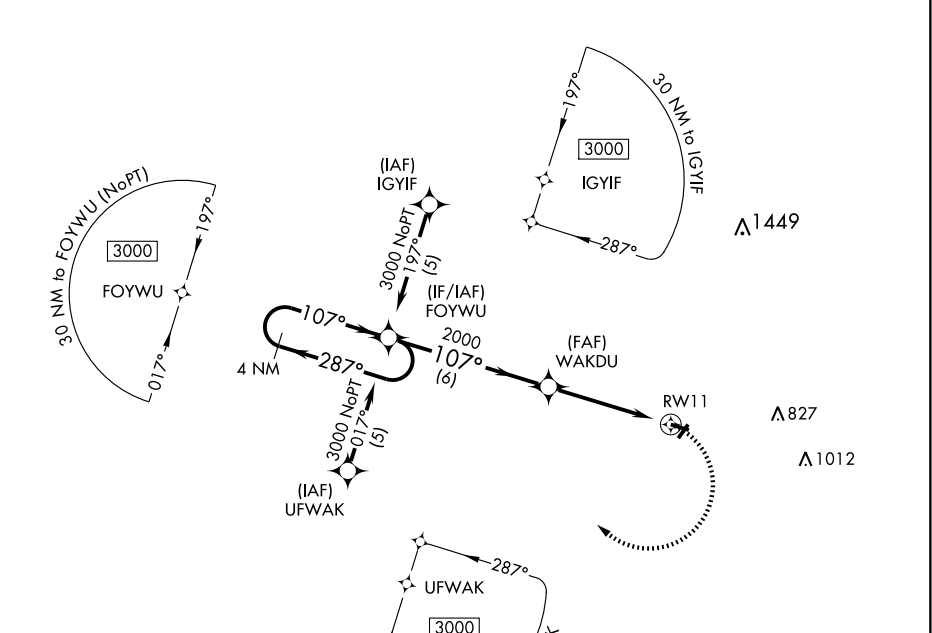 30 NM to IGYIF
197°
3000
IGYIF
287°
1449
30 NM to FOYWU (NoPT)
197°
3000
FOYWU
017°
(IAF)
IGYIF
3000 NoPT
197°
(5)
(IF/IAF)
FOYWU
107°
2000
107°
(6)
(FAF)
WAKDU
4 NM
287°
RW11
827
1012
3000 NoPT
017°
(5)
(IAF)
UFWAK
287°
UFWAK
3000